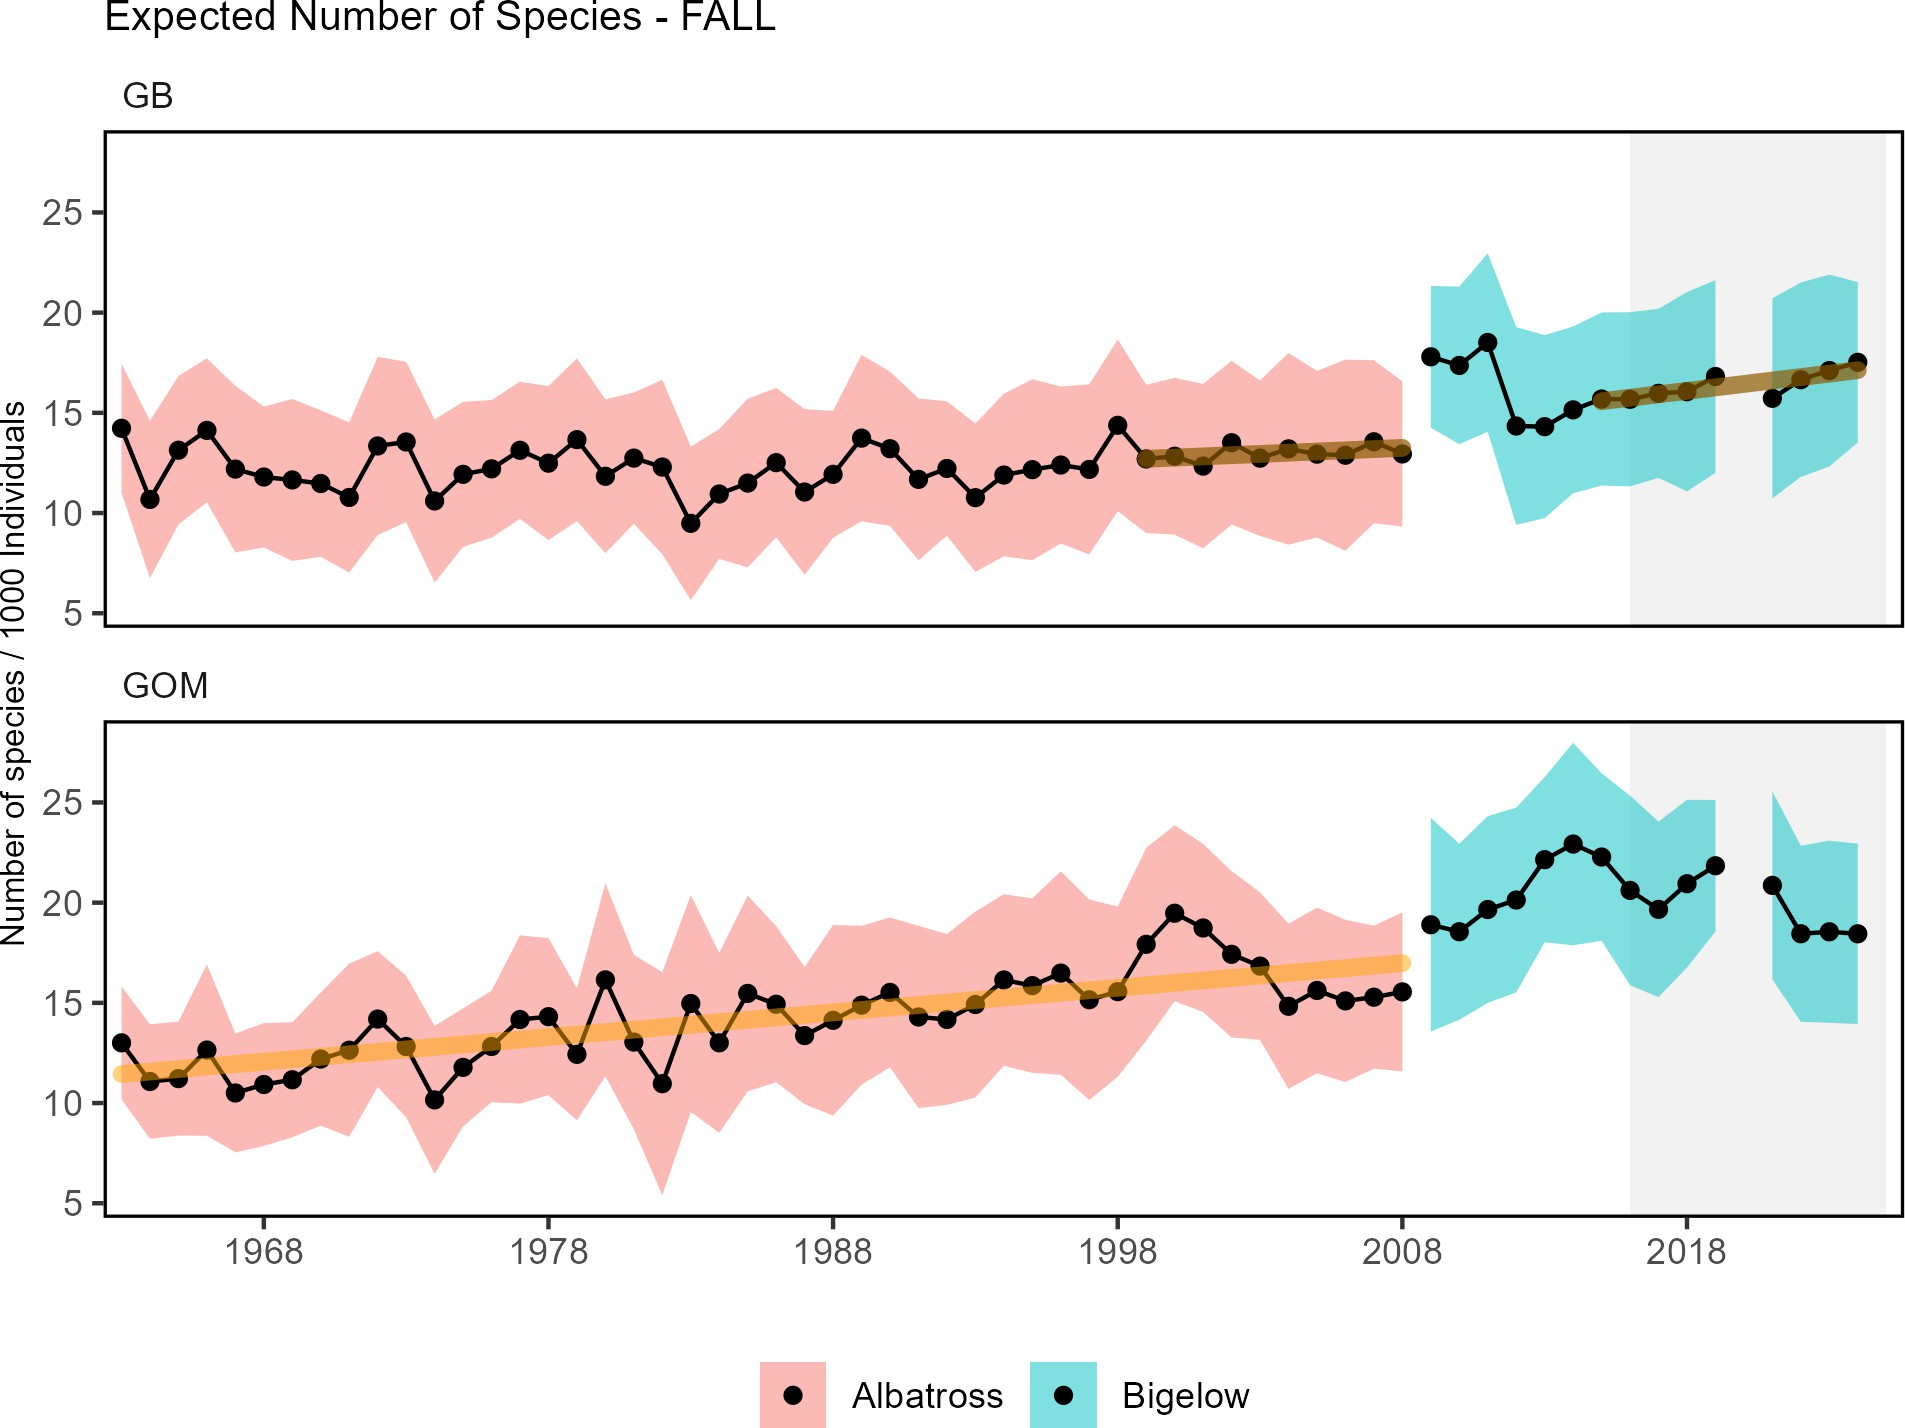 Expected Number of Species - FALL
GB
25
20
15
10
5
Number of species / 1000 Individuals
GOM
25
20
15
10
5
1968 1978 1988 1998 2008 2018
Albatross Bigelow